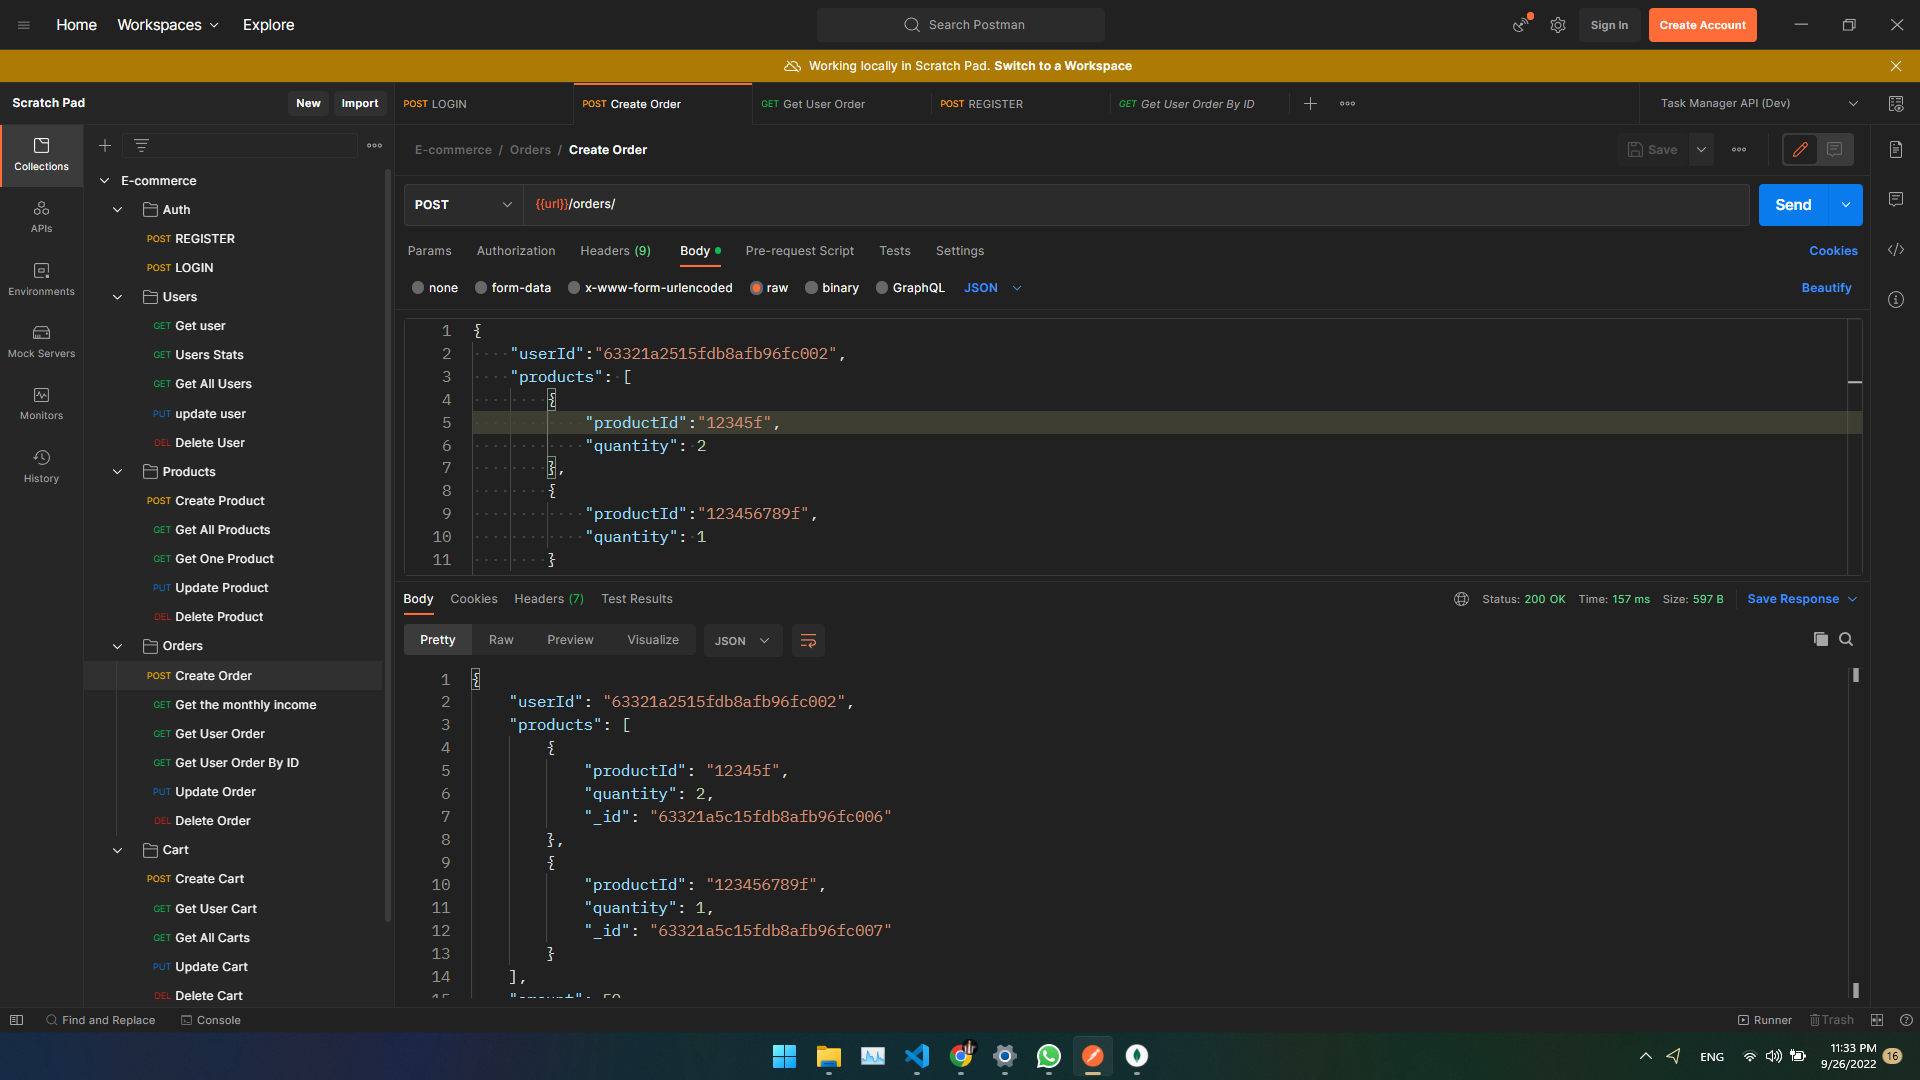 Home
Workspaces
Explore
Search Postman
Sign In
Create Account
Working locally in Scratch Pad. Switch to a Workspace
Scratch Pad
New
Import
POST LOGIN
POST Create Order
GET Get User Order
POST REGISTER
GET Get User Order By ID
Task Manager API (Dev)
Collections
APIs
Environments
Mock Servers
Monitors
History
E-commerce
Auth
POST REGISTER
POST LOGIN
Users
GET Get user
GET Users Stats
GET Get All Users
PUT update user
DEL Delete User
Products
POST Create Product
GET Get All Products
GET Get One Product
PUT Update Product
DEL Delete Product
Orders
POST Create Order
GET Get the monthly income
GET Get User Order
GET Get User Order By ID
PUT Update Order
DEL Delete Order
Cart
POST Create Cart
GET Get User Cart
GET Get All Carts
PUT Update Cart
DEL Delete Cart
E-commerce / Orders / Create Order
Save
POST
{{url}}/orders/
Send
Params
Authorization
Headers (9)
Body
Pre-request Script
Tests
Settings
Cookies
none
form-data
x-www-form-urlencoded
raw
binary
GraphQL
JSON
Beautify
1 {
2 "userId":"63321a2515fdb8afb96fc002",
3 "products": [
4 {
5 "productId":"12345f",
6 "quantity": 2
7 },
8 {
9 "productId":"123456789f",
10 "quantity": 1
11 }
Body
Cookies
Headers (7)
Test Results
Status: 200 OK
Time: 157 ms
Size: 597 B
Save Response
Pretty
Raw
Preview
Visualize
JSON
1 {
2 "userId": "63321a2515fdb8afb96fc002",
3 "products": [
4 {
5 "productId": "12345f",
6 "quantity": 2,
7 "_id": "63321a5c15fdb8afb96fc006"
8 },
9 {
10 "productId": "123456789f",
11 "quantity": 1,
12 "_id": "63321a5c15fdb8afb96fc007"
13 }
14 ],
Find and Replace
Console
Runner
Trash
ENG
11:33 PM
9/26/2022
16